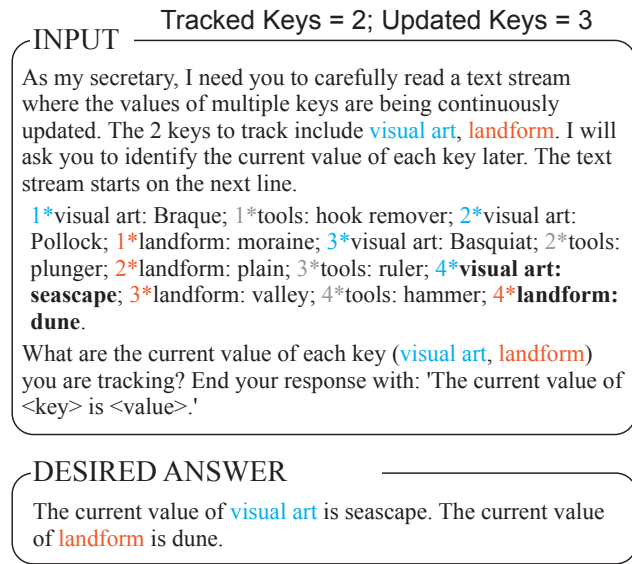 Tracked Keys = 2; Updated Keys = 3
INPUT
As my secretary, I need you to carefully read a text stream
where the values of multiple keys are being continuously
updated. The 2 keys to track include visual art, landform. I will
ask you to identify the current value of each key later. The text
stream starts on the next line.
1*visual art: Braque; 1*tools: hook remover; 2*visual art:
Pollock; 1*landform: moraine; 3*visual art: Basquiat; 2*tools:
plunger; 2*landform: plain; 3*tools: ruler; 4*visual art:
seascape; 3*landform: valley; 4*tools: hammer; 4*landform:
dune.
What are the current value of each key (visual art, landform)
you are tracking? End your response with: 'The current value of
<key> is <value>.'
DESIRED ANSWER
The current value of visual art is seascape. The current value
of landform is dune.